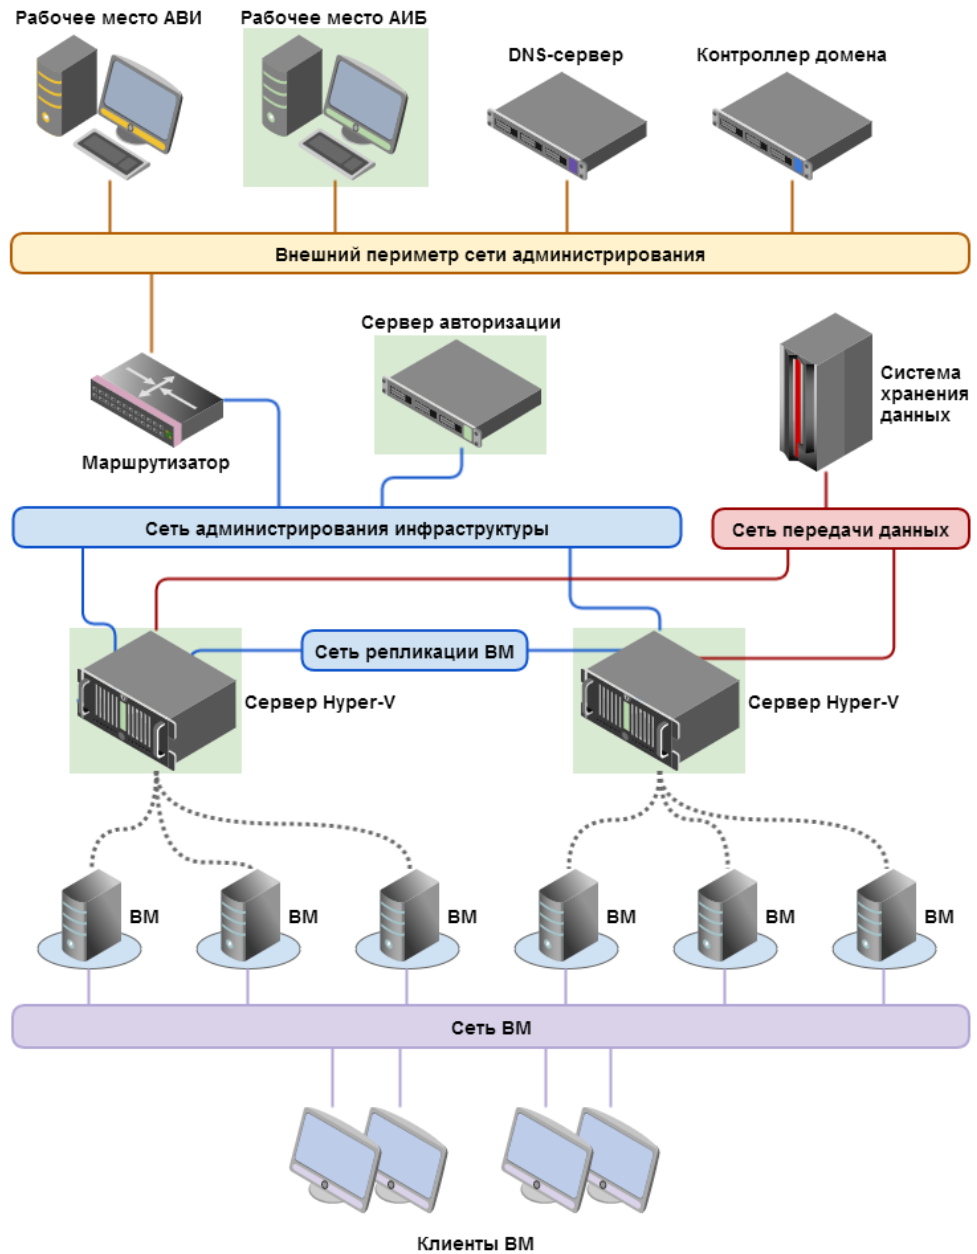 Рабочее место АВИ
Рабочее место АИБ
DNS-сервер
Контроллер домена
Внешний периметр сети администрирования
Сервер авторизации
Система
хранения
данных
Маршрутизатор
Сеть администрирования инфраструктуры
Сеть передачи данных
Сеть репликации ВМ
Сервер Hyper-V
Сервер Hyper-V
ВМ
ВМ
ВМ
ВМ
ВМ
ВМ
Сеть ВМ
Клиенты ВМ